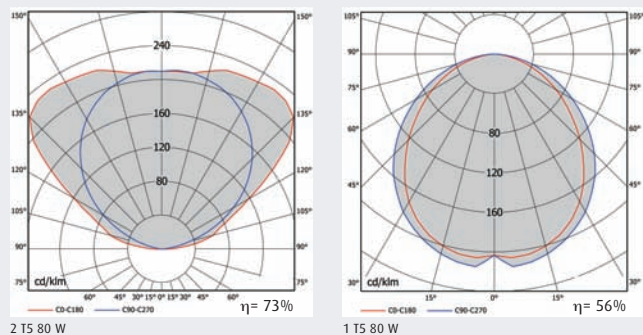 150° 150°
240
135° 135°
160
120° 120
120°
80
105° 105°
90° 90°
75° cd/klm 75°
60° 45° 30° 15° 0° 15° 30° 45° 60°
C0-C180 C90-C270 η= 73%
2 T5 80 W
105° 105°
90° 90°
75° 75°
80
60° 60°
120
45° 45°
160
cd/klm
30° 30°
15° 0° 15°
C0-C180 C90-C270 η= 56%
1 T5 80 W